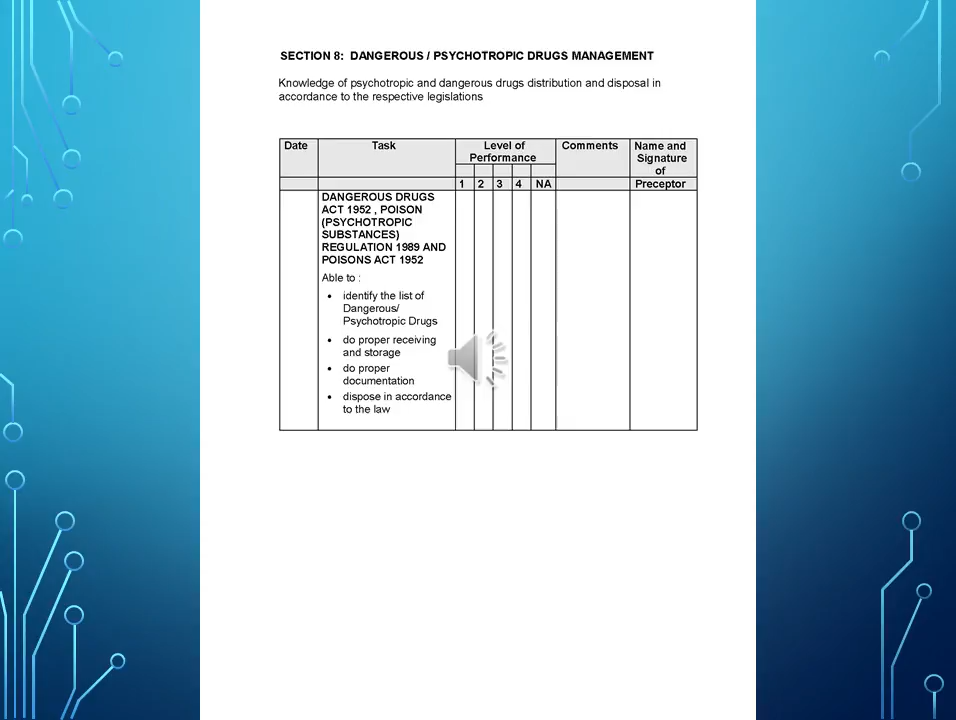 SECTION 8: DANGEROUS / PSYCHOTROPIC DRUGS MANAGEMENT
Knowledge of psychotropic and dangerous drugs distribution and disposal in
accordance to the respective legislations
Date Task Level of Performance Comments Name and Signature of
1 2 3 4 NA Preceptor
DANGEROUS DRUGS
ACT 1952 , POISON
(PSYCHOTROPIC
SUBSTANCES)
REGULATION 1989 AND
POISONS ACT 1952
Able to :
• identify the list of
Dangerous/
Psychotropic Drugs
• do proper receiving
and storage
• do proper
documentation
• dispose in accordance
to the law